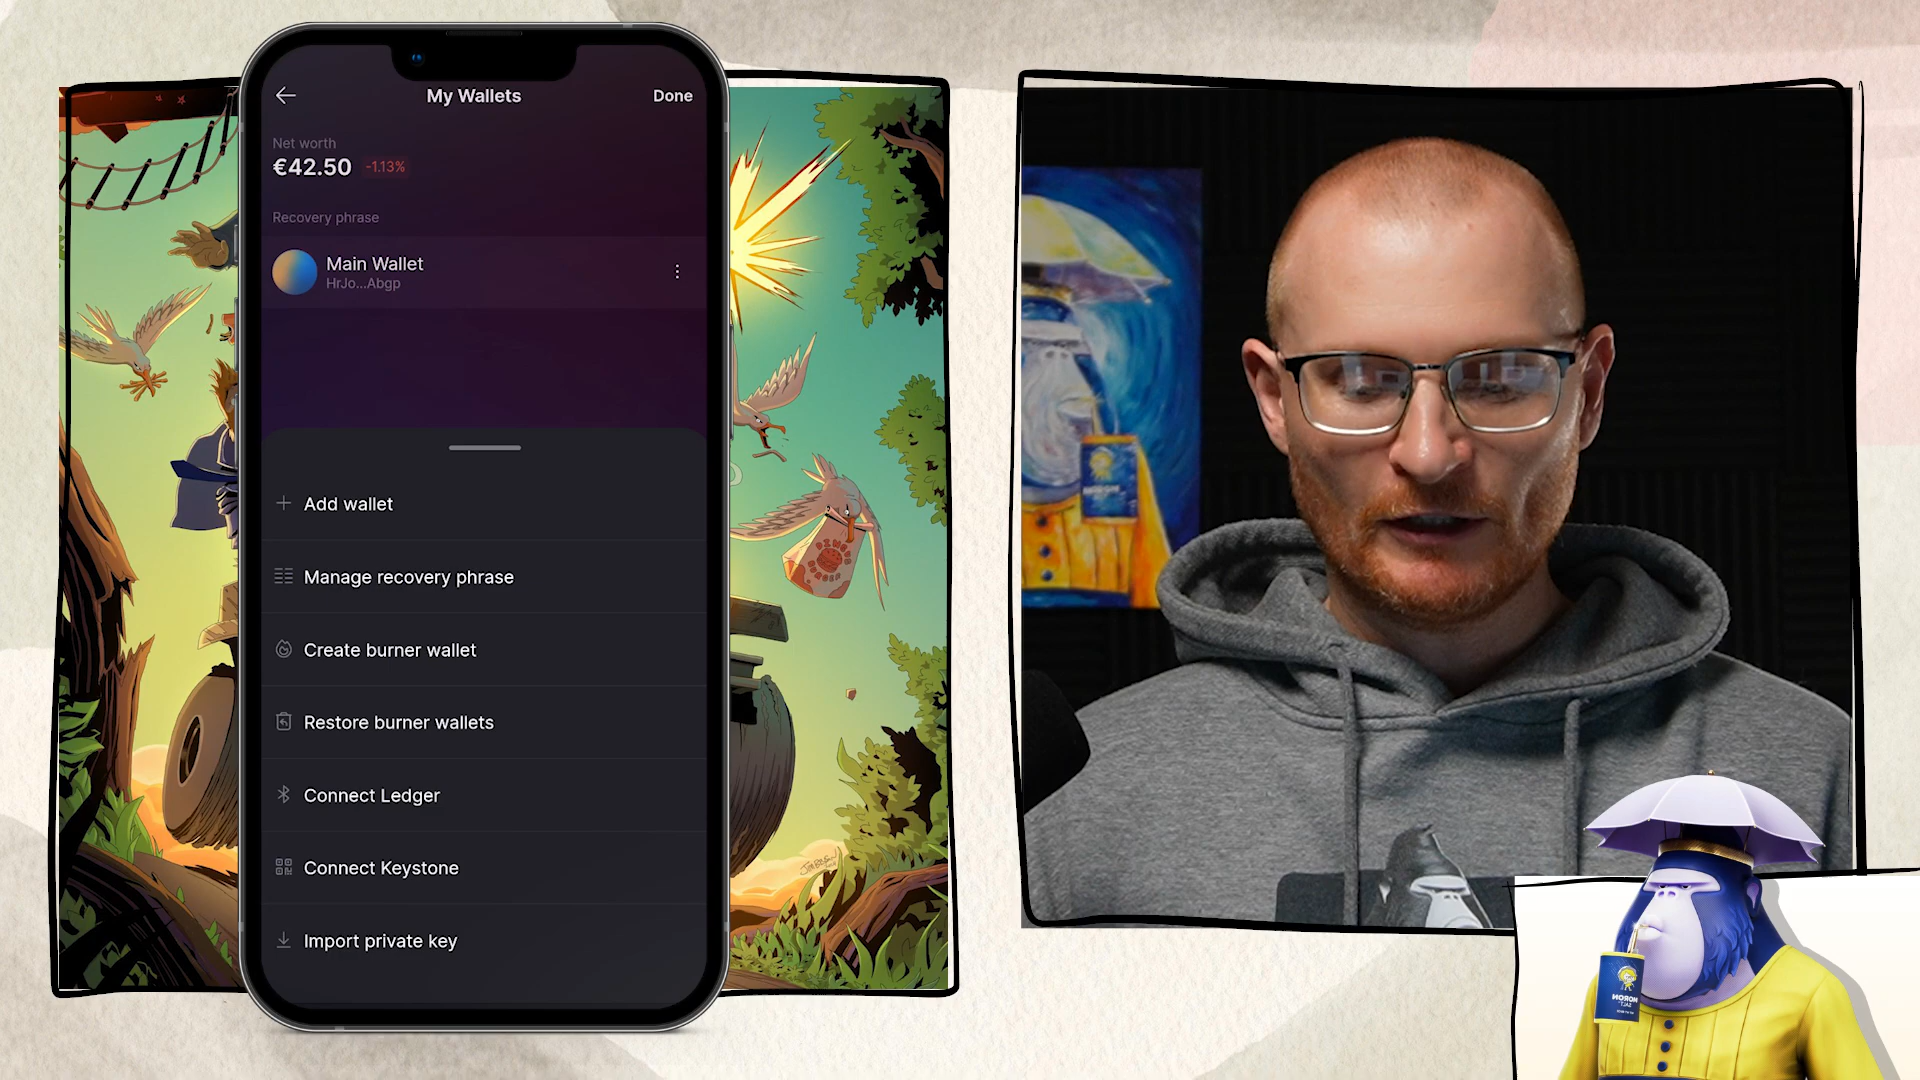 My Wallets
Done
Net worth
€42.50 -1.13%
Recovery phrase
Main Wallet
HrJo...Abgp
Add wallet
Manage recovery phrase
Create burner wallet
Restore burner wallets
Connect Ledger
Connect Keystone
Import private key